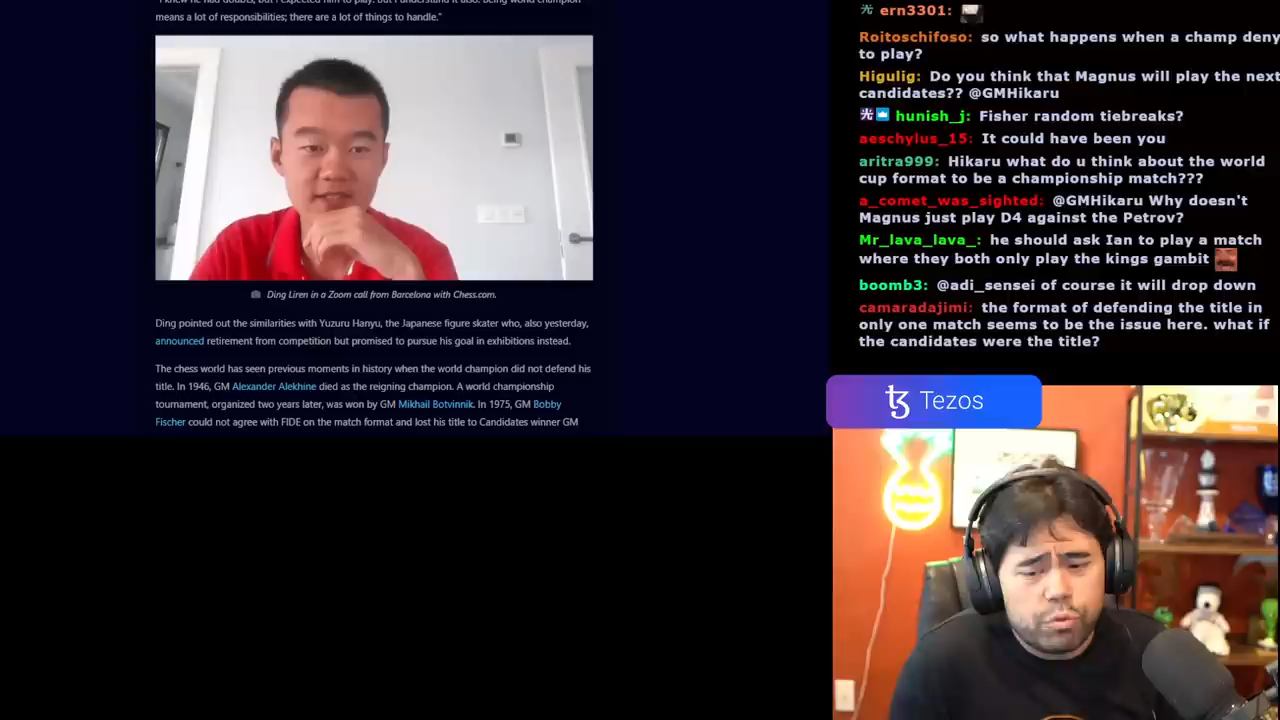 "I knew he had doubts, but I expected him to play. But I understand it also. Being world champion
means a lot of responsibilities; there are a lot of things to handle."
Ding Liren in a Zoom call from Barcelona with Chess.com.
Ding pointed out the similarities with Yuzuru Hanyu, the Japanese figure skater who, also yesterday,
announced retirement from competition but promised to pursue his goal in exhibitions instead.
The chess world has seen previous moments in history when the world champion did not defend his
title. In 1946, GM Alexander Alekhine died as the reigning champion. A world championship
tournament, organized two years later, was won by GM Mikhail Botvinnik. In 1975, GM Bobby
Fischer could not agree with FIDE on the match format and lost his title to Candidates winner GM
光 ern3301:
Roitoschifoso: so what happens when a champ deny
to play?
Higulig: Do you think that Magnus will play the next
candidates?? @GMHikaru
光 hunish_j: Fisher random tiebreaks?
aeschylus_15: It could have been you
aritra999: Hikaru what do u think about the world
cup format to be a championship match???
a_comet_was_sighted: @GMHikaru Why doesn't
Magnus just play D4 against the Petrov?
Mr_lava_lava_: he should ask Ian to play a match
where they both only play the kings gambit
boomb3: @adi_sensei of course it will drop down
camaradajimi: the format of defending the title in
only one match seems to be the issue here. what if
the candidates were the title?
Tezos